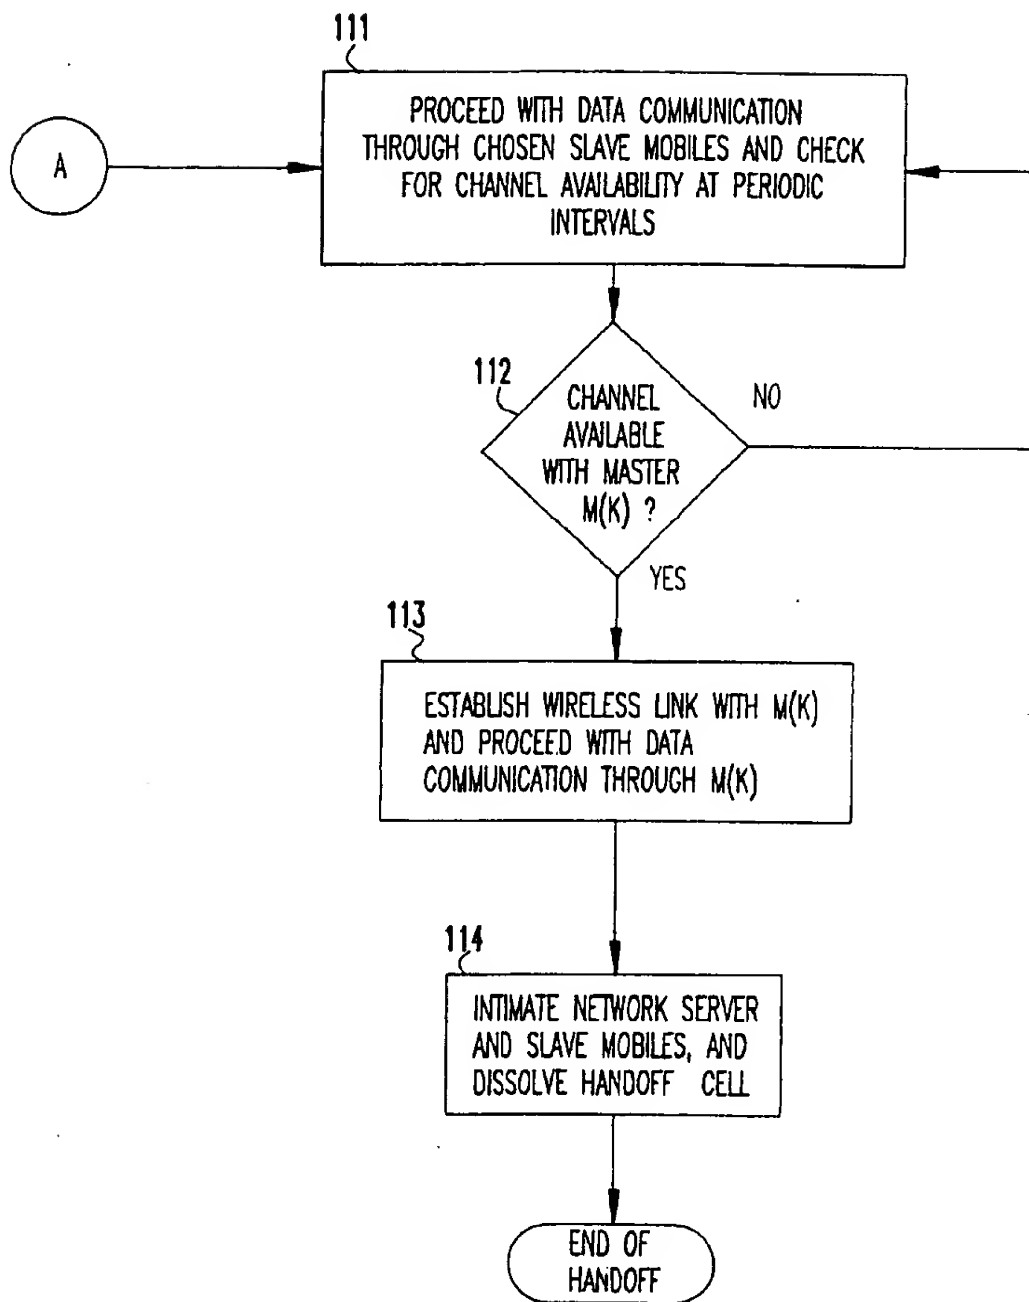 111
PROCEED WITH DATA COMMUNICATION
THROUGH CHOSEN SLAVE MOBILES AND CHECK
FOR CHANNEL AVAILABILITY AT PERIODIC
INTERVALS
A
112
CHANNEL
AVAILABLE
WITH MASTER
M(K) ?
NO
YES
113
ESTABLISH WIRELESS LINK WITH M(K)
AND PROCEED WITH DATA
COMMUNICATION THROUGH M(K)
114
INTIMATE NETWORK SERVER
AND SLAVE MOBILES, AND
DISSOLVE HANDOFF CELL
END OF
HANDOFF